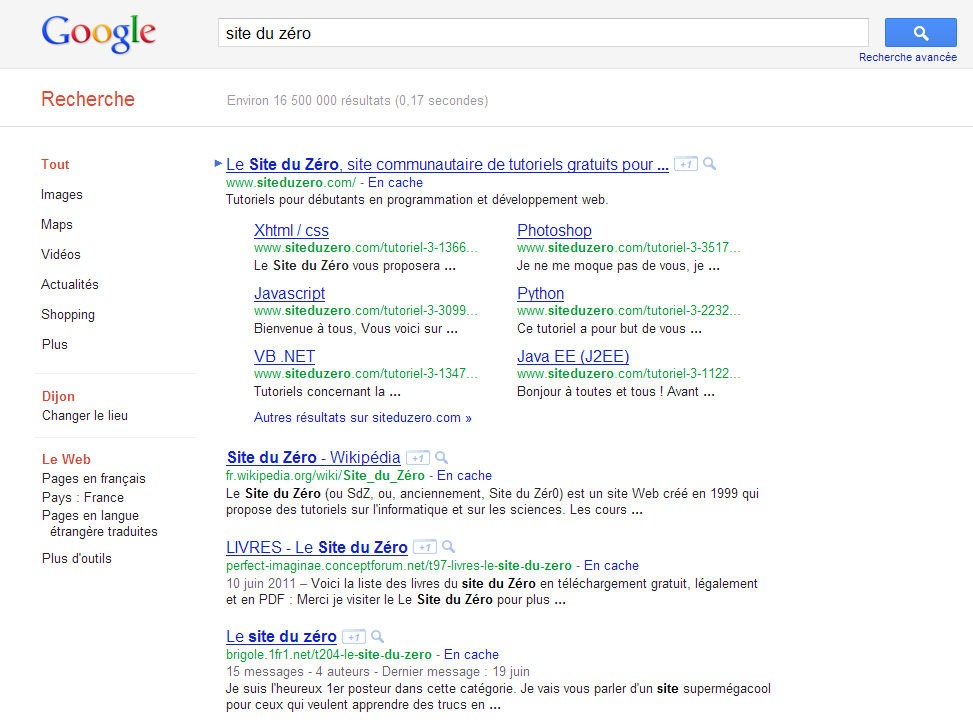 Google
site du zéro
Recherche avancée
Recherche
Environ 16 500 000 résultats (0,17 secondes)
Tout
Images
Maps
Vidéos
Actualités
Shopping
Plus
Dijon
Changer le lieu
Le Web
Pages en français
Pays : France
Pages en langue
étrangère traduites
Plus d'outils
Le Site du Zéro, site communautaire de tutoriels gratuits pour ... +1
www.siteduzero.com/ - En cache
Tutoriels pour débutants en programmation et développement web.
Xhtml / css
www.siteduzero.com/tutoriel-3-1366...
Le Site du Zéro vous proposera ...
Photoshop
www.siteduzero.com/tutoriel-3-3517...
Je ne me moque pas de vous, je ...
Javascript
www.siteduzero.com/tutoriel-3-3099...
Bienvenue à tous, Vous voici sur ...
Python
www.siteduzero.com/tutoriel-3-2232...
Ce tutoriel a pour but de vous ...
VB .NET
www.siteduzero.com/tutoriel-3-1347...
Tutoriels concernant la ...
Java EE (J2EE)
www.siteduzero.com/tutoriel-3-1122...
Bonjour à toutes et tous ! Avant ...
Autres résultats sur siteduzero.com »
Site du Zéro - Wikipédia +1
fr.wikipedia.org/wiki/Site_du_Zéro - En cache
Le Site du Zéro (ou SdZ, ou, anciennement, Site du Zér0) est un site Web créé en 1999 qui
propose des tutoriels sur l'informatique et sur les sciences. Les cours ...
LIVRES - Le Site du Zéro +1
perfect-imaginae.conceptforum.net/t97-livres-le-site-du-zero - En cache
10 juin 2011 – Voici la liste des livres du site du Zéro en téléchargement gratuit, légalement
et en PDF : Merci je visiter le Le Site du Zéro pour plus ...
Le site du zéro +1
brigole.1fr1.net/t204-le-site-du-zero - En cache
15 messages - 4 auteurs - Dernier message : 19 juin
Je suis l'heureux 1er posteur dans cette catégorie. Je vais vous parler d'un site supermégacool
pour ceux qui veulent apprendre des trucs en ...